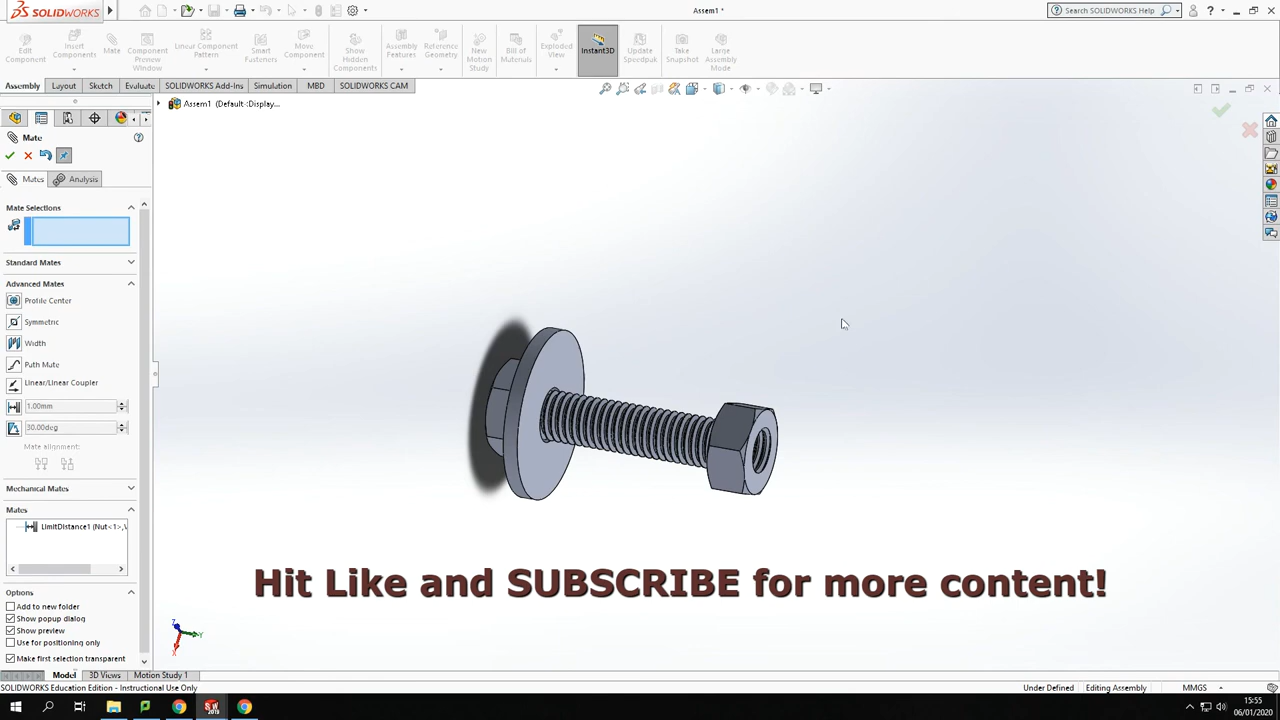 SOLIDWORKS
Assem1 *
Search SOLIDWORKS Help
Edit Component
Insert Components
Mate
Component Preview Window
Linear Component Pattern
Smart Fasteners
Move Component
Show Hidden Components
Assembly Features
Reference Geometry
New Motion Study
Bill of Materials
Exploded View
Instant3D
Update Speedpak
Take Snapshot
Large Assembly Mode
Assembly
Layout
Sketch
Evaluate
SOLIDWORKS Add-Ins
Simulation
MBD
SOLIDWORKS CAM
Assem1 (Default<Display...
Mate
Mates
Analysis
Mate Selections
Standard Mates
Advanced Mates
Profile Center
Symmetric
Width
Path Mate
Linear/Linear Coupler
1.00mm
30.00deg
Mate alignment:
Mechanical Mates
Mates
LimitDistance1 (Nut<1>,
Options
Add to new folder
Show popup dialog
Show preview
Use for positioning only
Make first selection transparent
Hit Like and SUBSCRIBE for more content!
Model
3D Views
Motion Study 1
SOLIDWORKS Education Edition - Instructional Use Only
Under Defined
Editing Assembly
MMGS
15:55
06/01/2020